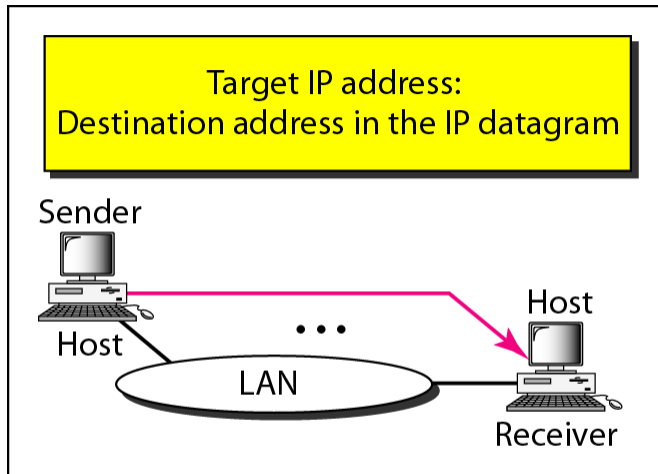 Target IP address:
Destination address in the IP datagram
Sender
Host
Host
...
LAN
Receiver